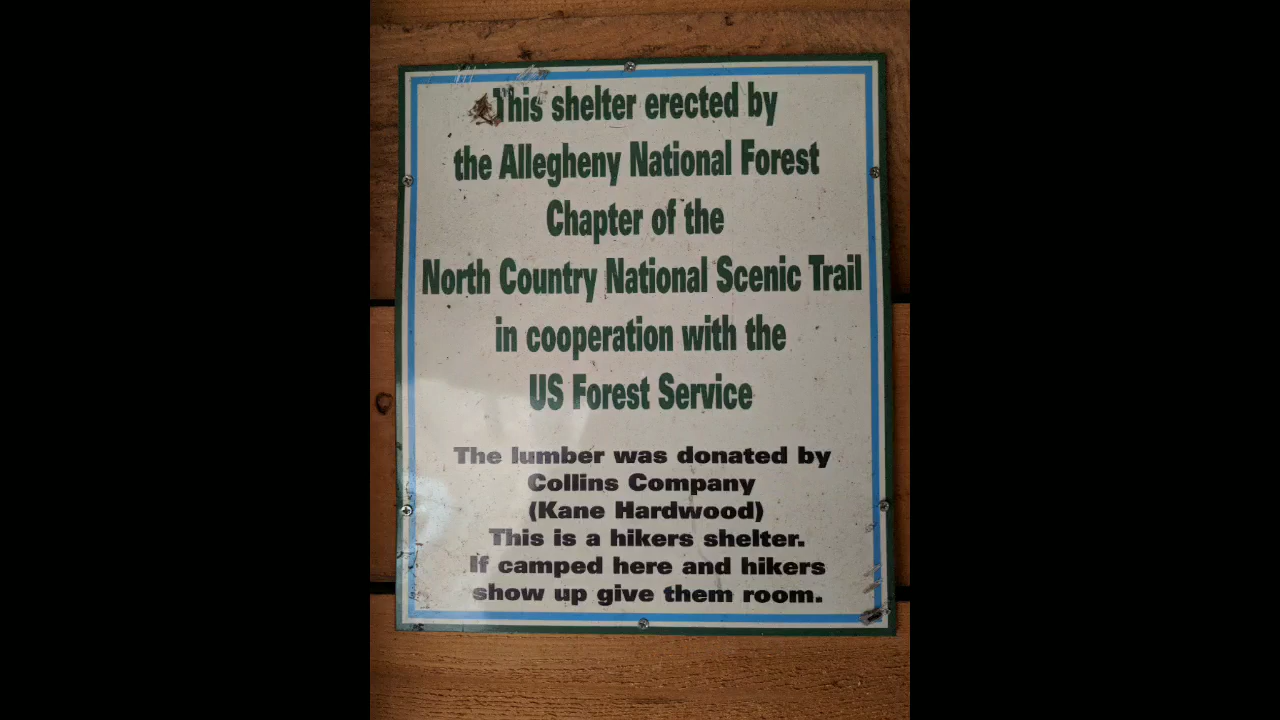 This shelter erected by
the Allegheny National Forest
Chapter of the
North Country National Scenic Trail
in cooperation with the
US Forest Service
The lumber was donated by
Collins Company
(Kane Hardwood)
This is a hikers shelter.
If camped here and hikers
show up give them room.